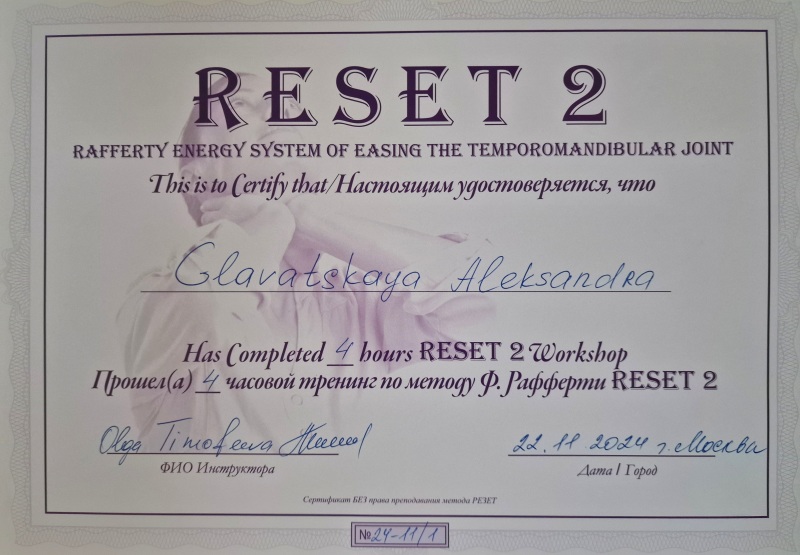 RESET 2
RAFFERTY ENERGY SYSTEM OF EASING THE TEMPOROMANDIBULAR JOINT
This is to Certify that/Настоящим удостоверяется, что
Glavatskaya Aleksandra
Has Completed 4 hours RESET 2 Workshop
Прошел(а) 4 часовой тренинг по методу Ф. Рафферти RESET 2
Olga Timofeeva
22.11.2024 г. Москва
ФИО Инструктора
Дата / Город
Сертификат БЕЗ права преподавания метода РЕЗЕТ
№24-11/1